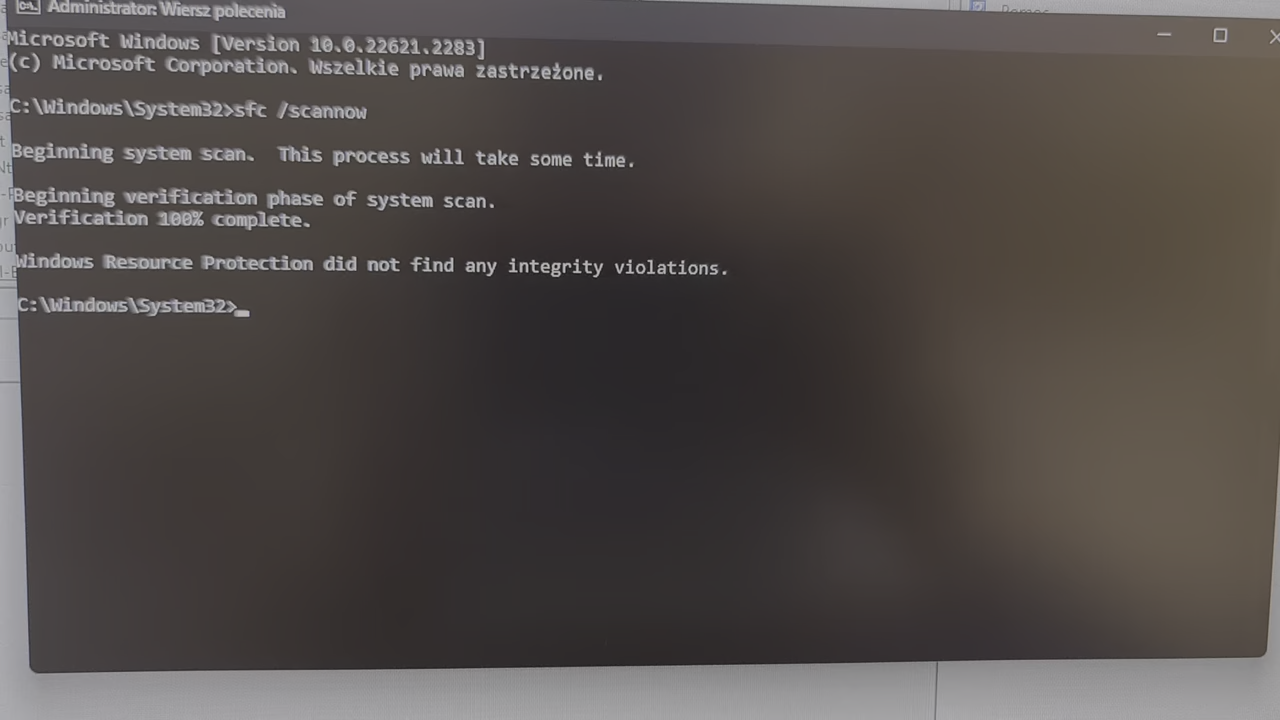 Administrator: Wiersz polecenia
Microsoft Windows [Version 10.0.22621.2283]
(c) Microsoft Corporation. Wszelkie prawa zastrzeżone.
C:\Windows\System32>sfc /scannow
Beginning system scan.  This process will take some time.
Beginning verification phase of system scan.
Verification 100% complete.
Windows Resource Protection did not find any integrity violations.
C:\Windows\System32>